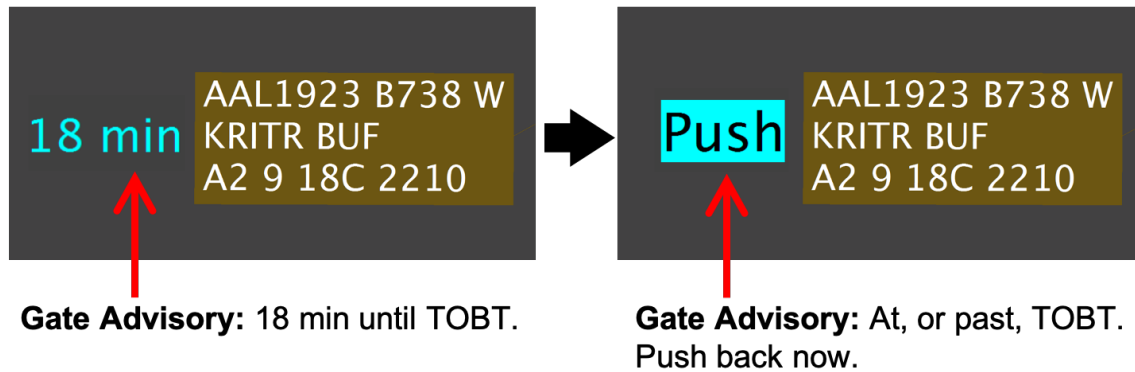 18 min
AAL1923 B738 W
KRITR BUF
A2 9 18C 2210
Gate Advisory: 18 min until TOBT.
Push
AAL1923 B738 W
KRITR BUF
A2 9 18C 2210
Gate Advisory: At, or past, TOBT.
Push back now.